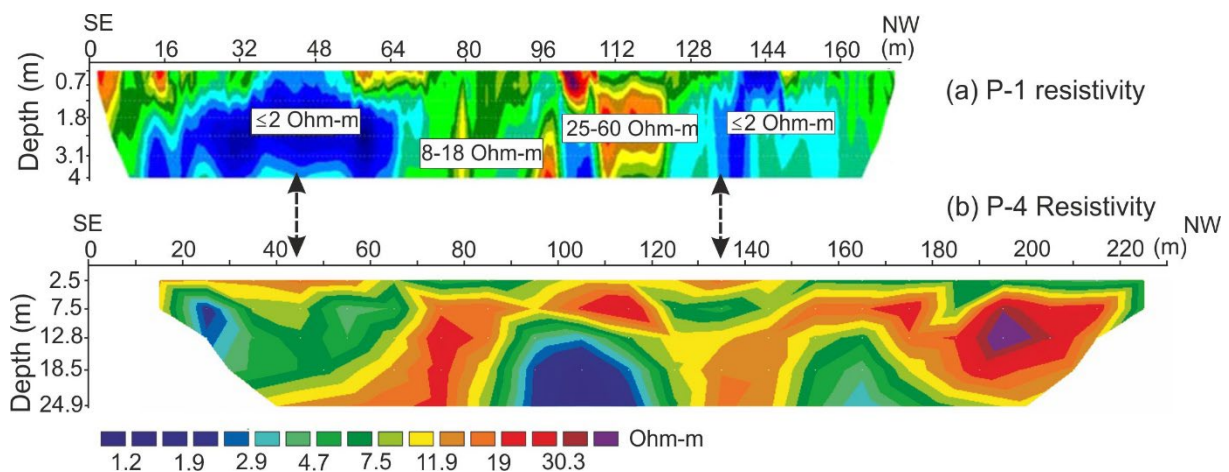 SE NW
0 16 32 48 64 80 96 112 128 144 160 (m)
Depth (m)
0.7
1.8
3.1
4
≤2 Ohm-m
8-18 Ohm-m
25-60 Ohm-m
≤2 Ohm-m
(a) P-1 resistivity
(b) P-4 Resistivity
SE NW
0 20 40 60 80 100 120 140 160 180 200 220 (m)
Depth (m)
2.5
7.5
12.8
18.5
24.9
Ohm-m
1.2 1.9 2.9 4.7 7.5 11.9 19 30.3